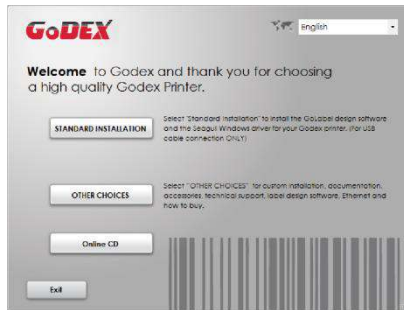 GODEX
English
Welcome to Godex and thank you for choosing
a high quality Godex Printer.
STANDARD INSTALLATION
Select "Standard Installation" to install the GoLabel design software
and the Seagull Windows driver for your Godex printer. (For USB
cable connection ONLY)
OTHER CHOICES
Select "OTHER CHOICES" for custom installation, documentation,
accessories, technical support, label design software, Ethernet and
how to buy.
Online CD
Exit